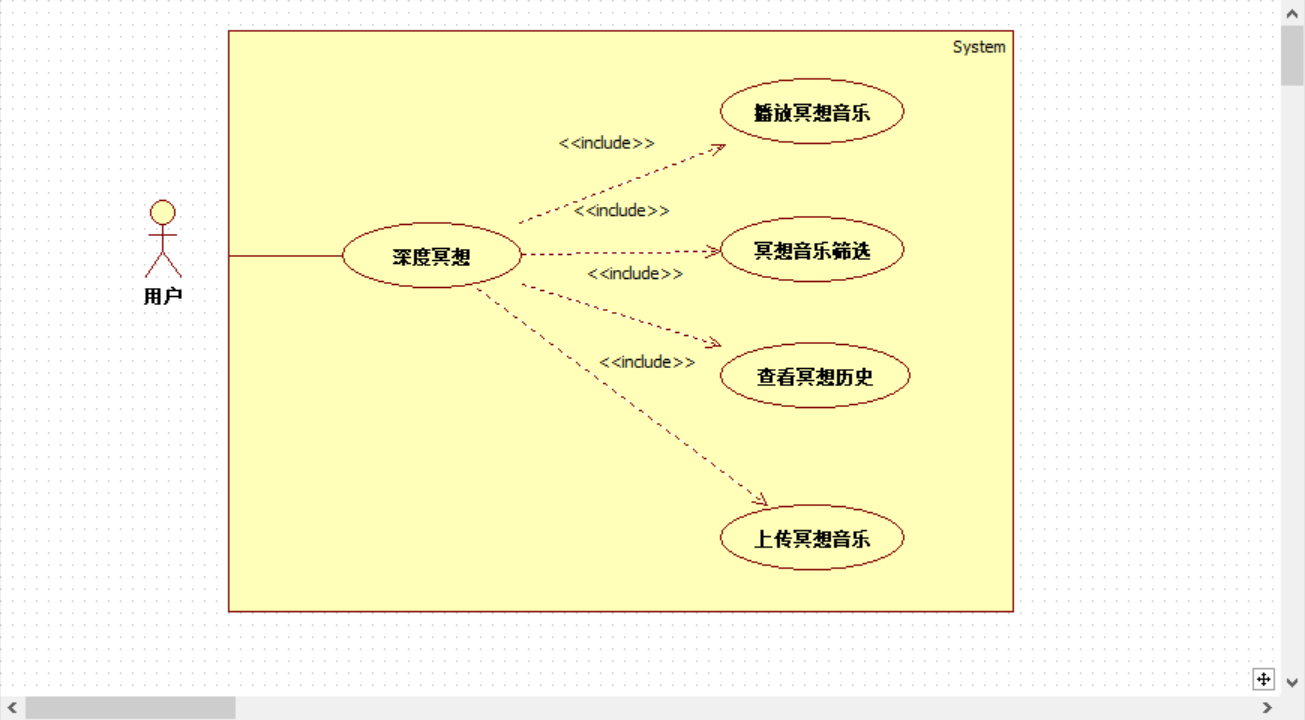 System
播放冥想音乐
<<include>>
<<include>>
深度冥想
冥想音乐筛选
<<include>>
用户
<<include>>
查看冥想历史
上传冥想音乐